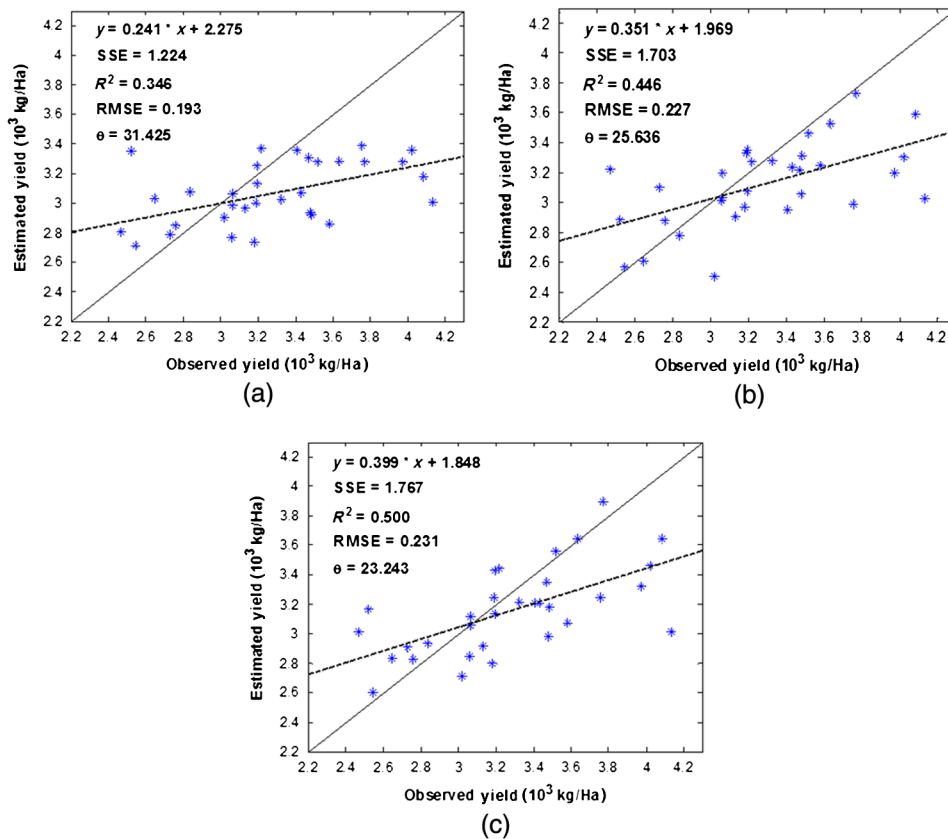 4.2
4
3.8
3.6
3.4
3.2
3
2.8
2.6
2.4
2.2
Estimated yield (10³ kg/Ha)
y = 0.241 * x + 2.275
SSE = 1.224
R² = 0.346
RMSE = 0.193
θ = 31.425
2.2 2.4 2.6 2.8 3 3.2 3.4 3.6 3.8 4 4.2
Observed yield (10³ kg/Ha)
(a)
4.2
4
3.8
3.6
3.4
3.2
3
2.8
2.6
2.4
2.2
Estimated yield (10³ kg/Ha)
y = 0.351 * x + 1.969
SSE = 1.703
R² = 0.446
RMSE = 0.227
θ = 25.636
2.2 2.4 2.6 2.8 3 3.2 3.4 3.6 3.8 4 4.2
Observed yield (10³ kg/Ha)
(b)
4.2
4
3.8
3.6
3.4
3.2
3
2.8
2.6
2.4
2.2
Estimated yield (10³ kg/Ha)
y = 0.399 * x + 1.848
SSE = 1.767
R² = 0.500
RMSE = 0.231
θ = 23.243
2.2 2.4 2.6 2.8 3 3.2 3.4 3.6 3.8 4 4.2
Observed yield (10³ kg/Ha)
(c)